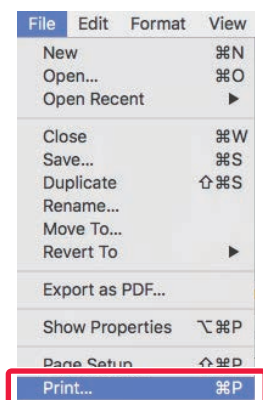 File Edit Format View
New ⌘N
Open... ⌘O
Open Recent ▶
Close ⌘W
Save... ⌘S
Duplicate ⇧⌘S
Rename...
Move To...
Revert To ▶
Export as PDF...
Show Properties ⌥⌘P
Page Setup ⇧⌘P
Print... ⌘P